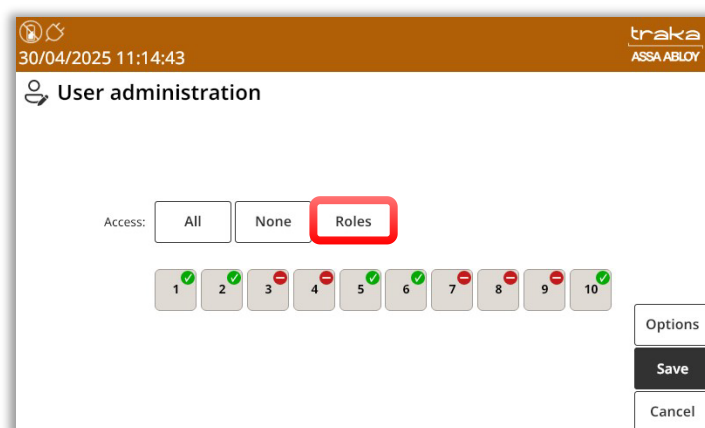 traka
30/04/2025 11:14:43
ASSA ABLOY
User administration
Access:
All
None
Roles
1 2 3 4 5 6 7 8 9 10
Options
Save
Cancel